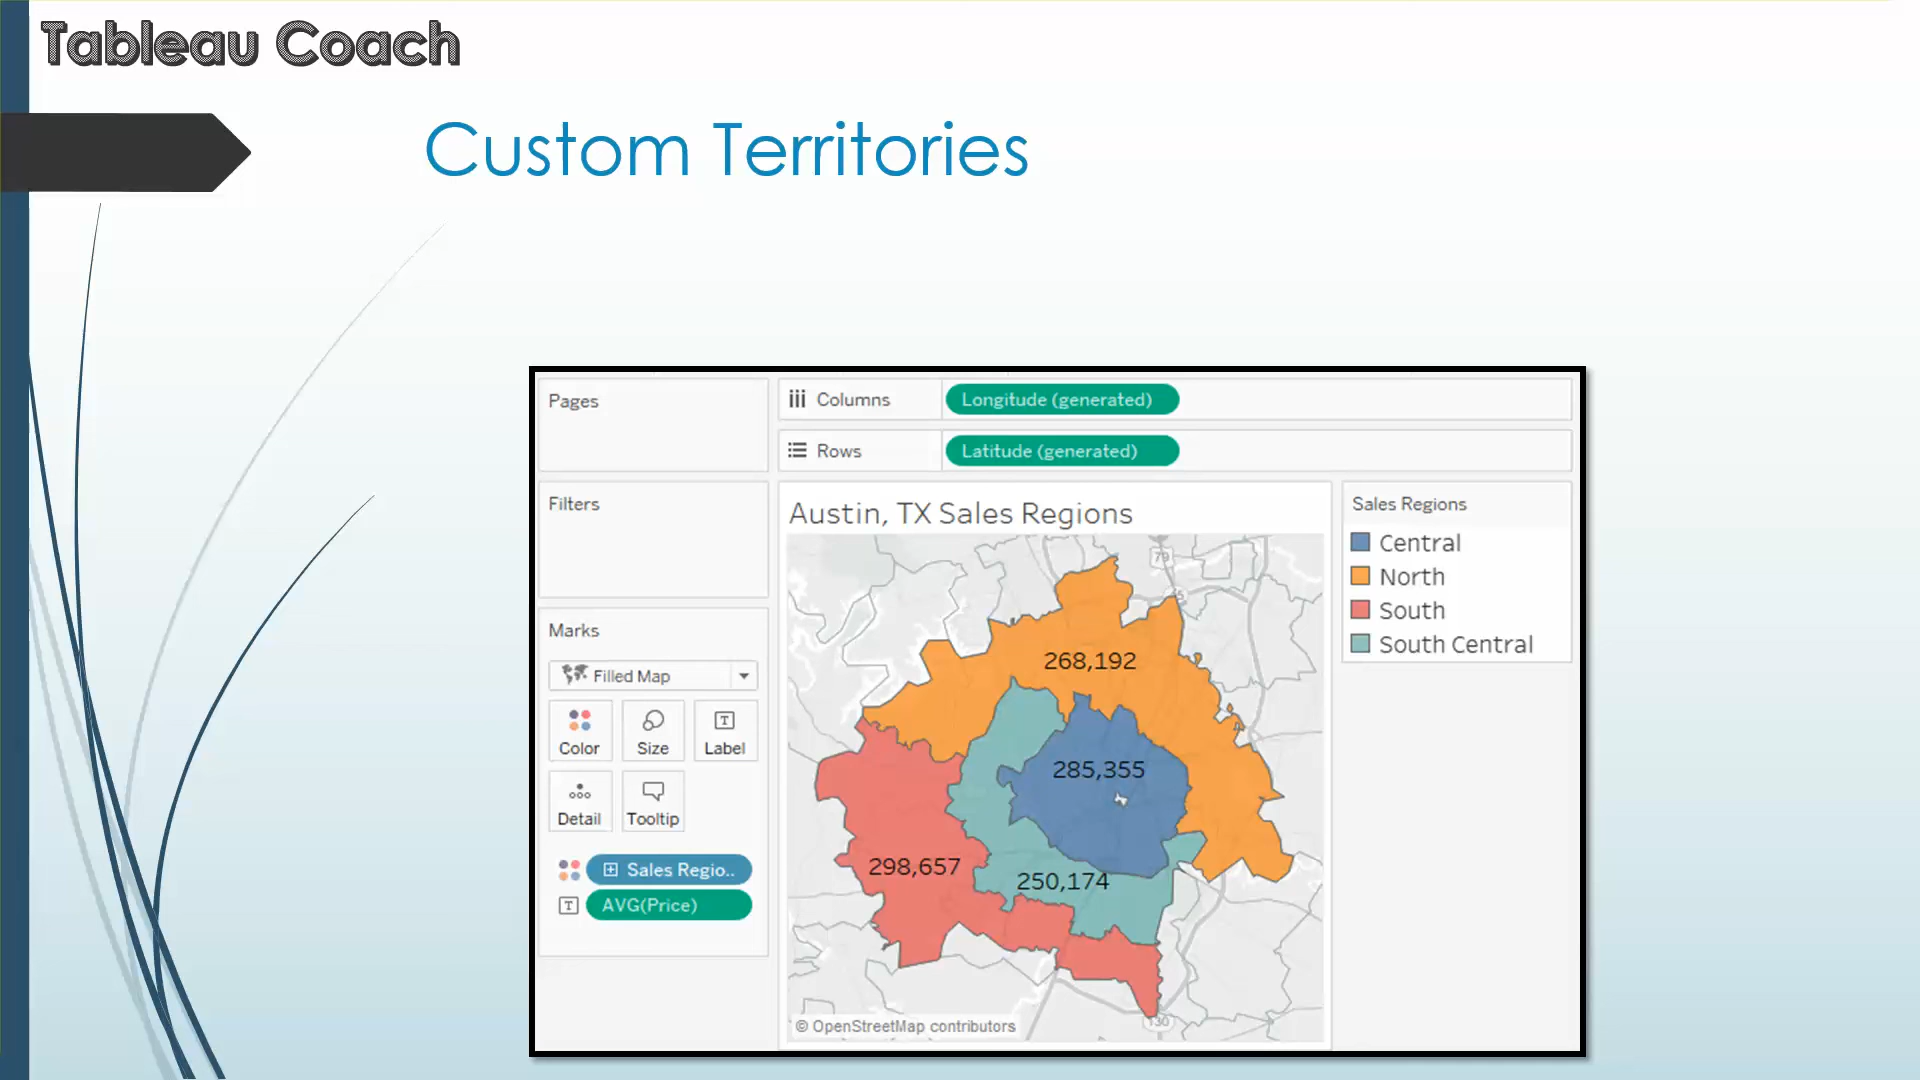 Tableau Coach
Custom Territories
Pages
Columns
Longitude (generated)
Rows
Latitude (generated)
Filters
Marks
Filled Map
Color
Size
Label
Detail
Tooltip
Sales Regio..
AVG(Price)
Austin, TX Sales Regions
79
268,192
285,355
298,657
250,174
130
© OpenStreetMap contributors
Sales Regions
Central
North
South
South Central